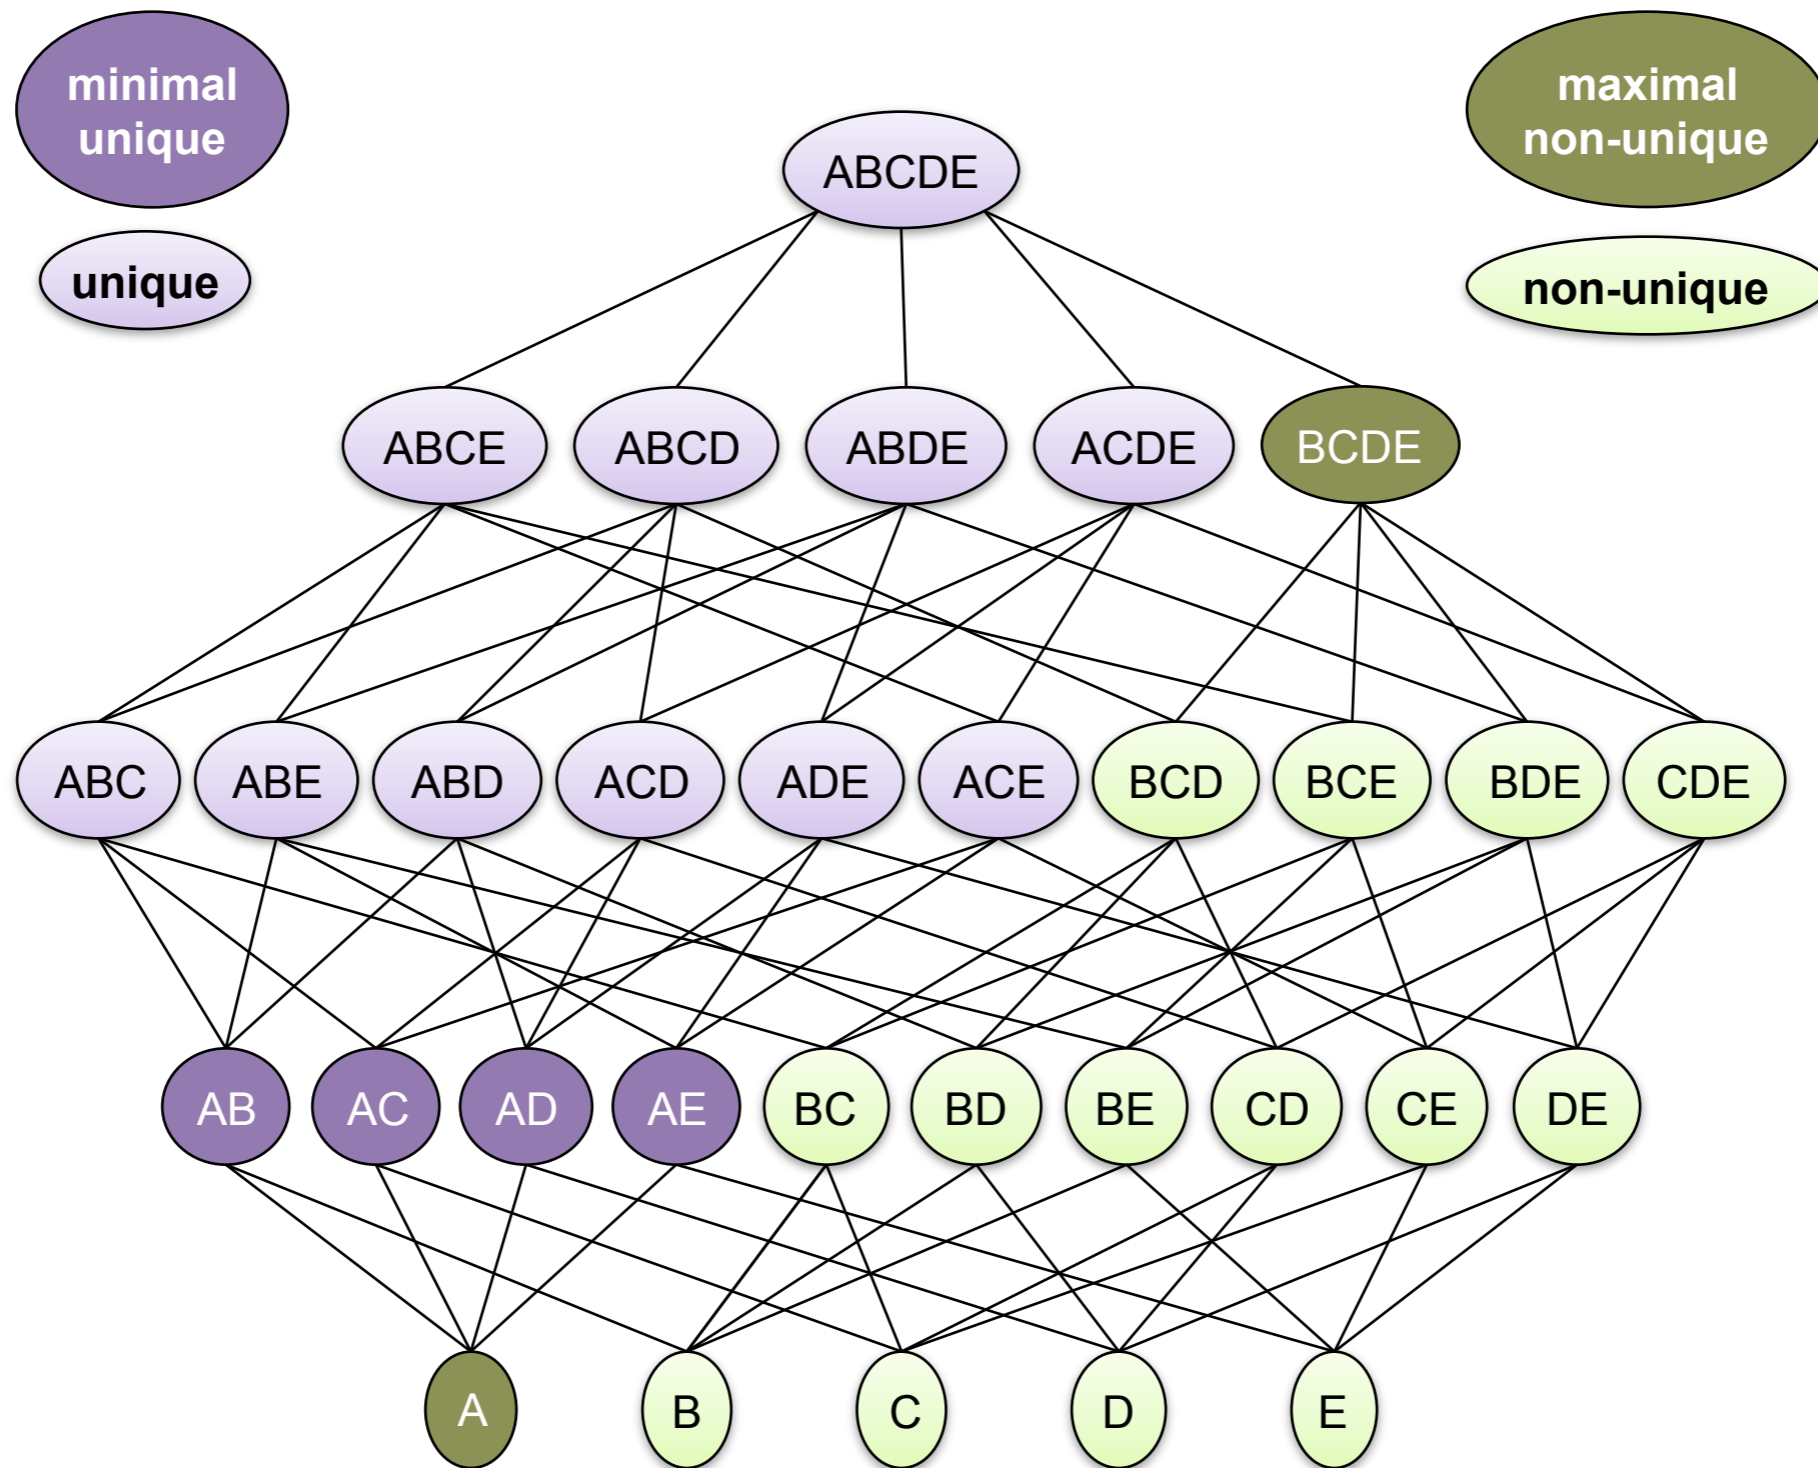 minimal
unique
maximal
non-unique
ABCDE
unique
non-unique
ABCE ABCD ABDE ACDE BCDE
ABC ABE ABD ACD ADE ACE BCD BCE BDE CDE
AB AC AD AE BC BD BE CD CE DE
A B C D E